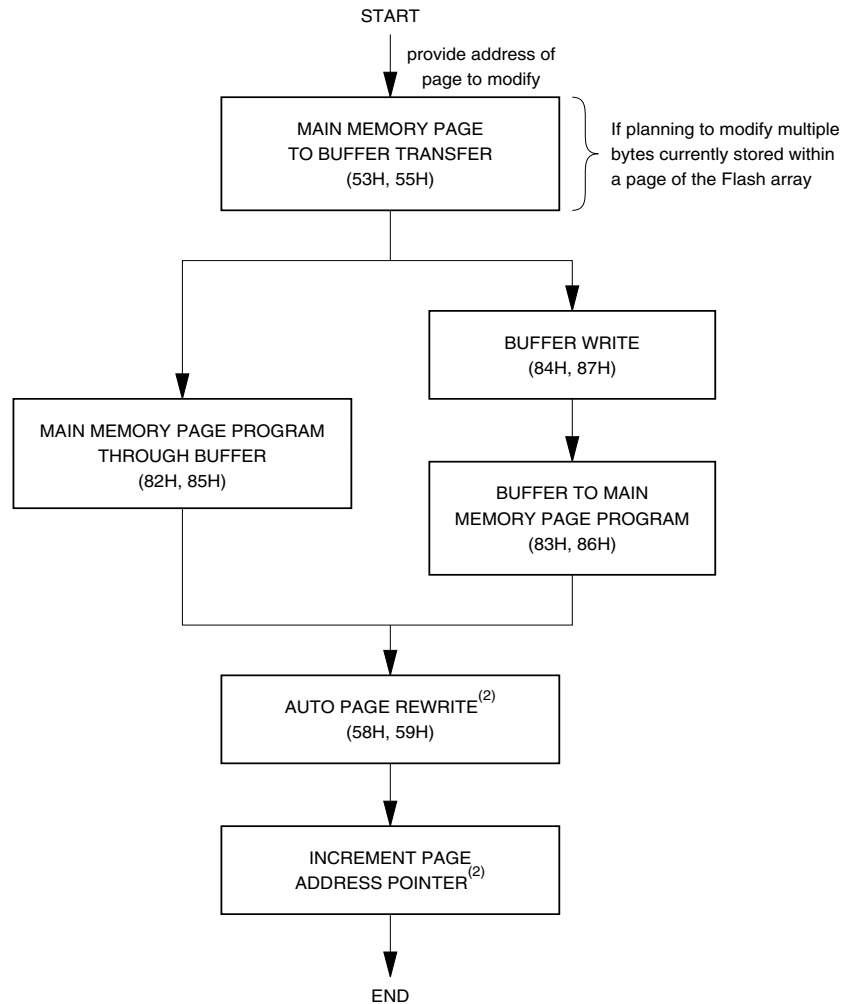 START
provide address of
page to modify
MAIN MEMORY PAGE
TO BUFFER TRANSFER
(53H, 55H)
If planning to modify multiple
bytes currently stored within
a page of the Flash array
BUFFER WRITE
(84H, 87H)
MAIN MEMORY PAGE PROGRAM
THROUGH BUFFER
(82H, 85H)
BUFFER TO MAIN
MEMORY PAGE PROGRAM
(83H, 86H)
AUTO PAGE REWRITE(2)
(58H, 59H)
INCREMENT PAGE
ADDRESS POINTER(2)
END